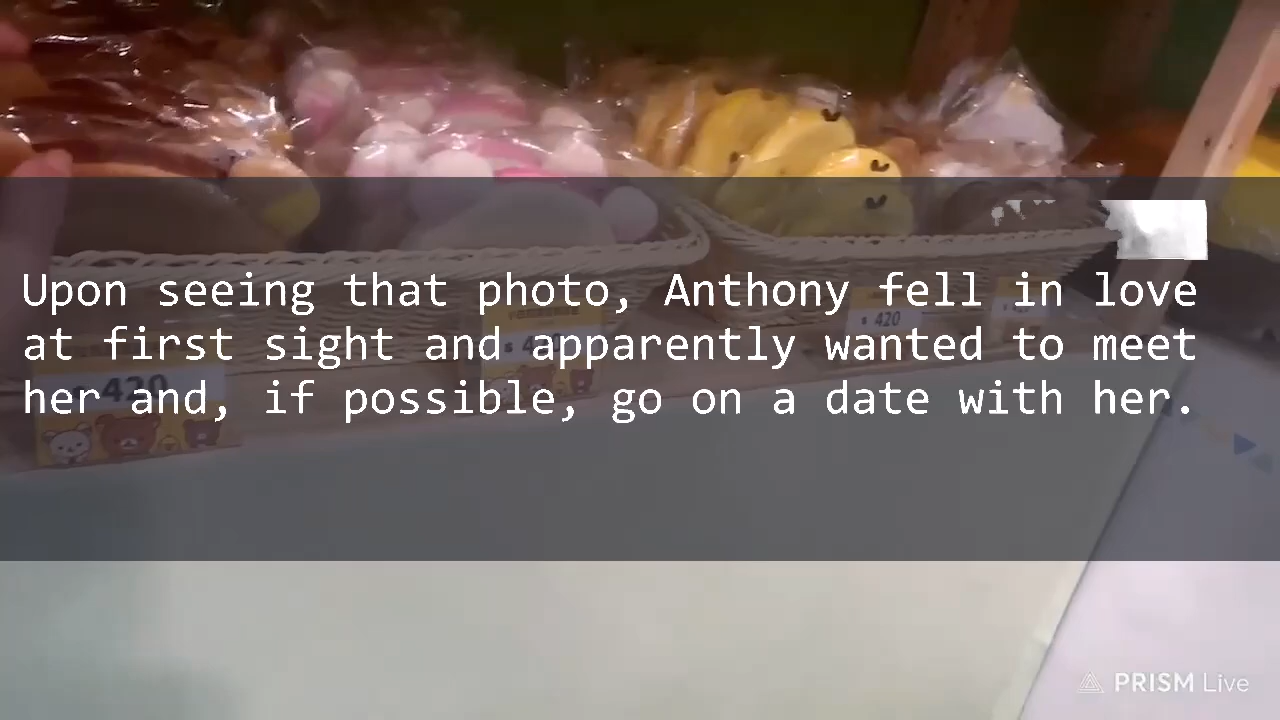 Upon seeing that photo, Anthony fell in love
at first sight and apparently wanted to meet
her and, if possible, go on a date with her.
$ 420
$ 420
PRISM Live